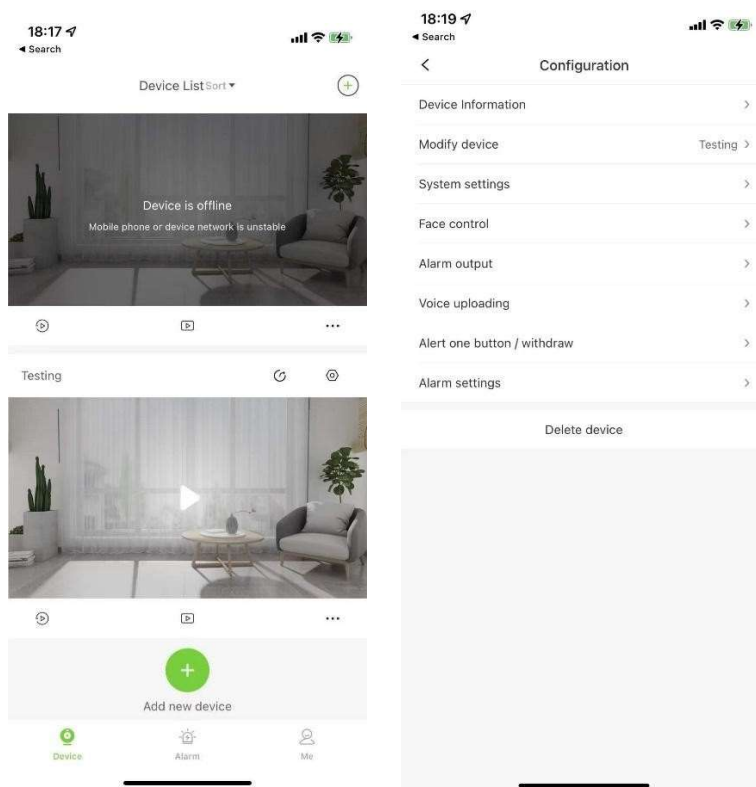 18:17
◀ Search
Device List Sort ▼
Device is offline
Mobile phone or device network is unstable
Testing
Add new device
Device
Alarm
Me
18:19
◀ Search
Configuration
Device Information
Modify device Testing
System settings
Face control
Alarm output
Voice uploading
Alert one button / withdraw
Alarm settings
Delete device